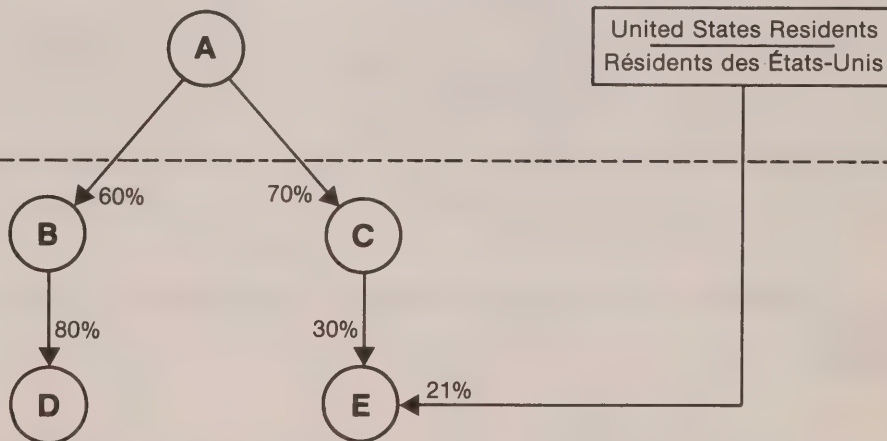 A
United States Residents
Résidents des États-Unis
60%
70%
B
C
80%
30%
D
E
21%